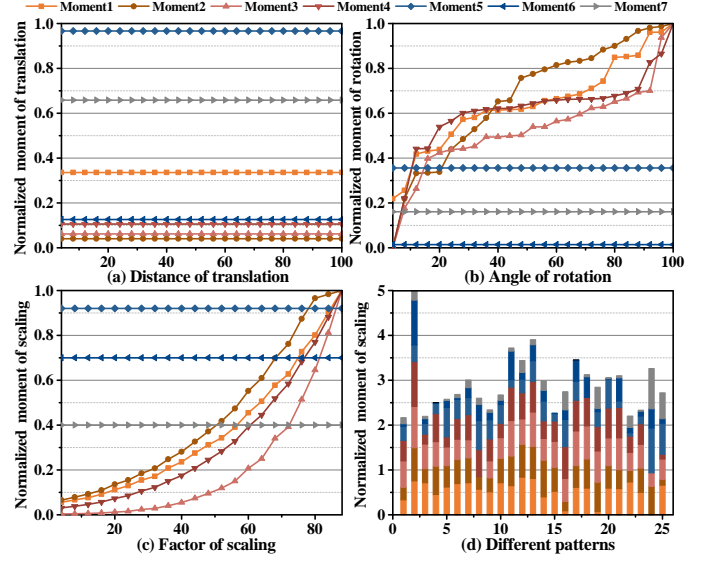 Moment1 Moment2 Moment3 Moment4 Moment5 Moment6 Moment7
Normalized moment of translation
1.0
0.8
0.6
0.4
0.2
0.0
20 40 60 80 100
(a) Distance of translation
Normalized moment of rotation
1.0
0.8
0.6
0.4
0.2
0.0
20 40 60 80 100
(b) Angle of rotation
Normalized moment of scaling
1.0
0.8
0.6
0.4
0.2
0.0
20 40 60 80
(c) Factor of scaling
Normalized moment of scaling
5
4
3
2
1
0
0 5 10 15 20 25
(d) Different patterns